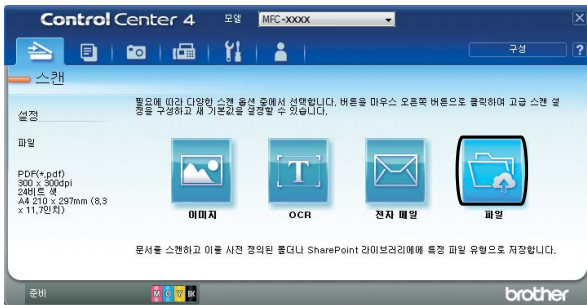 Control Center 4
모델
MFC-XXXX
구성
?
스캔
설정
파일
PDF(*.pdf)
300 x 300dpi
24비트 색
A4 210 x 297mm (8,3
x 11,7인치)
필요에 따라 다양한 스캔 옵션 중에서 선택합니다. 버튼을 마우스 오른쪽 버튼으로 클릭하여 고급 스캔 설
정을 구성하고 새 기본값을 설정할 수 있습니다.
T
이미지
OCR
전자 메일
파일
문서를 스캔하고 이를 사전 정의된 폴더나 SharePoint 라이브러리에에 특정 파일 유형으로 저장합니다.
준비
M C Y BK
brother